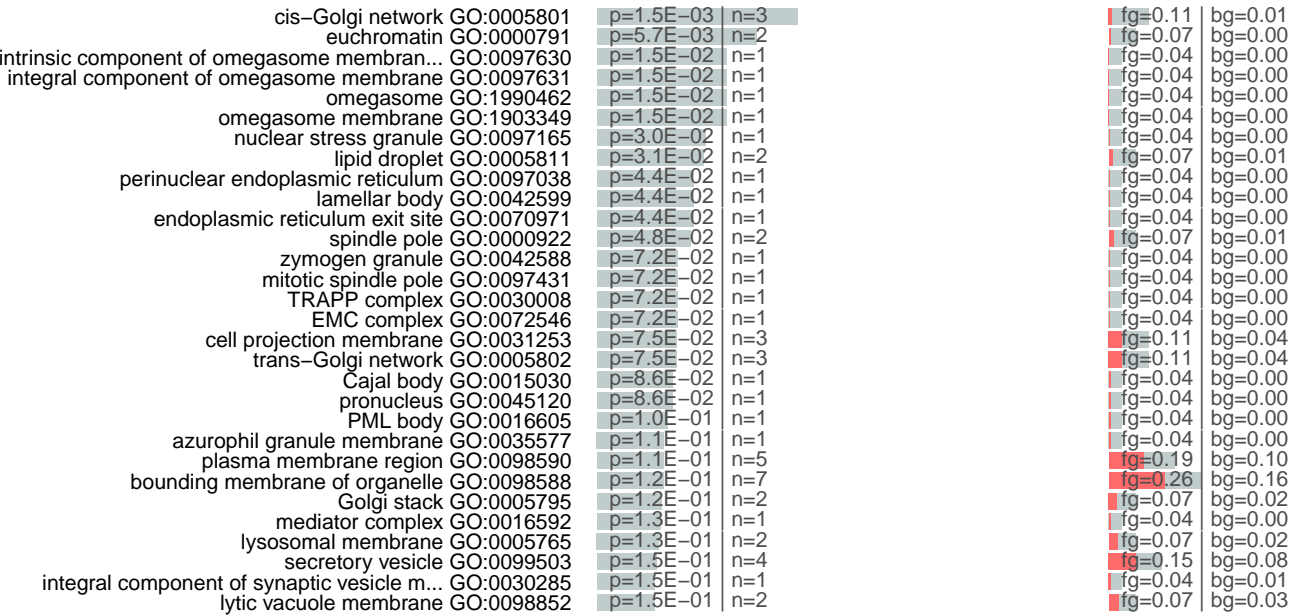 cis−Golgi network GO:0005801 p=1.5E−03 | n=3 fg=0.11 | bg=0.01
euchromatin GO:0000791 p=5.7E−03 | n=2 fg=0.07 | bg=0.00
intrinsic component of omegasome membran... GO:0097630 p=1.5E−02 | n=1 fg=0.04 | bg=0.00
integral component of omegasome membrane GO:0097631 p=1.5E−02 | n=1 fg=0.04 | bg=0.00
omegasome GO:1990462 p=1.5E−02 | n=1 fg=0.04 | bg=0.00
omegasome membrane GO:1903349 p=1.5E−02 | n=1 fg=0.04 | bg=0.00
nuclear stress granule GO:0097165 p=3.0E−02 | n=1 fg=0.04 | bg=0.00
lipid droplet GO:0005811 p=3.1E−02 | n=2 fg=0.07 | bg=0.01
perinuclear endoplasmic reticulum GO:0097038 p=4.4E−02 | n=1 fg=0.04 | bg=0.00
lamellar body GO:0042599 p=4.4E−02 | n=1 fg=0.04 | bg=0.00
endoplasmic reticulum exit site GO:0070971 p=4.4E−02 | n=1 fg=0.04 | bg=0.00
spindle pole GO:0000922 p=4.8E−02 | n=2 fg=0.07 | bg=0.01
zymogen granule GO:0042588 p=7.2E−02 | n=1 fg=0.04 | bg=0.00
mitotic spindle pole GO:0097431 p=7.2E−02 | n=1 fg=0.04 | bg=0.00
TRAPP complex GO:0030008 p=7.2E−02 | n=1 fg=0.04 | bg=0.00
EMC complex GO:0072546 p=7.2E−02 | n=1 fg=0.04 | bg=0.00
cell projection membrane GO:0031253 p=7.5E−02 | n=3 fg=0.11 | bg=0.04
trans−Golgi network GO:0005802 p=7.5E−02 | n=3 fg=0.11 | bg=0.04
Cajal body GO:0015030 p=8.6E−02 | n=1 fg=0.04 | bg=0.00
pronucleus GO:0045120 p=8.6E−02 | n=1 fg=0.04 | bg=0.00
PML body GO:0016605 p=1.0E−01 | n=1 fg=0.04 | bg=0.00
azurophil granule membrane GO:0035577 p=1.1E−01 | n=1 fg=0.04 | bg=0.00
plasma membrane region GO:0098590 p=1.1E−01 | n=5 fg=0.19 | bg=0.10
bounding membrane of organelle GO:0098588 p=1.2E−01 | n=7 fg=0.26 | bg=0.16
Golgi stack GO:0005795 p=1.2E−01 | n=2 fg=0.07 | bg=0.02
mediator complex GO:0016592 p=1.3E−01 | n=1 fg=0.04 | bg=0.00
lysosomal membrane GO:0005765 p=1.3E−01 | n=2 fg=0.07 | bg=0.02
secretory vesicle GO:0099503 p=1.5E−01 | n=4 fg=0.15 | bg=0.08
integral component of synaptic vesicle m... GO:0030285 p=1.5E−01 | n=1 fg=0.04 | bg=0.01
lytic vacuole membrane GO:0098852 p=1.5E−01 | n=2 fg=0.07 | bg=0.03